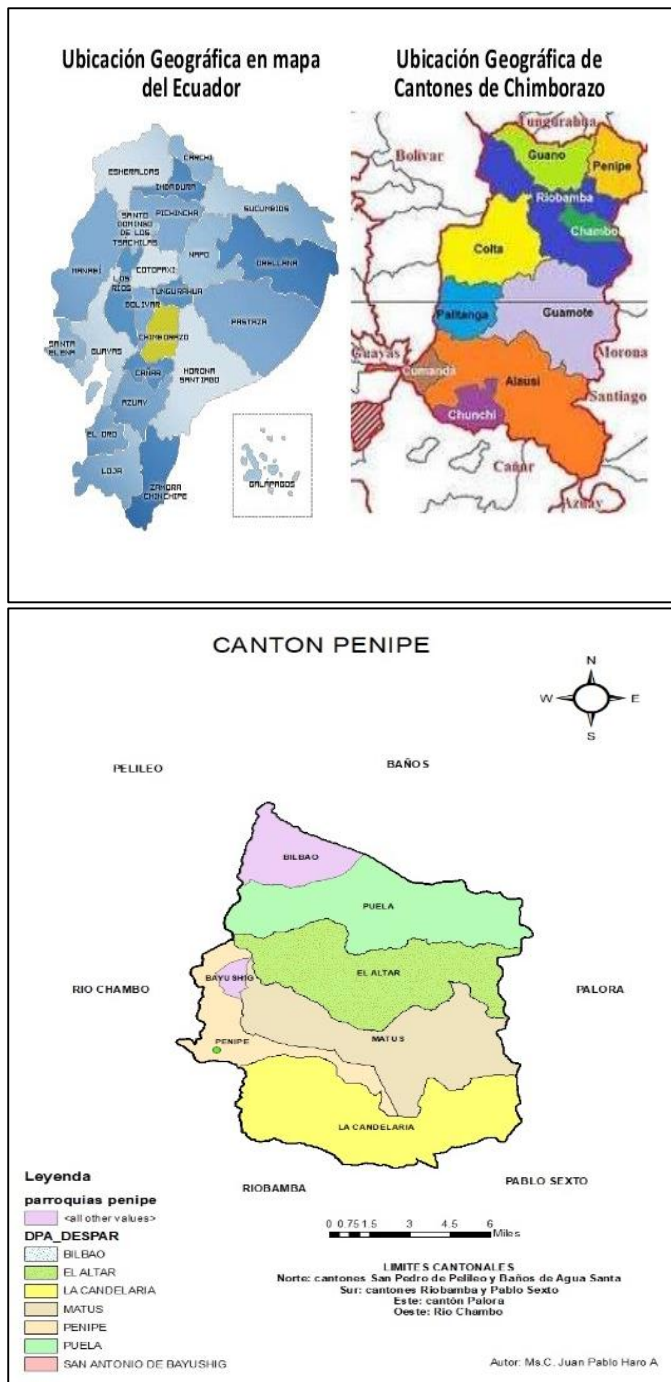 Ubicación Geográfica en mapa
del Ecuador
Ubicación Geográfica de
Cantones de Chimborazo
ESMERALDAS
CARCHI
IMBABURA
SUCUMBIOS
SANTO
DOMINGO
DE LOS
TSACHILAS
PICHINCHA
NAPO
ORELLANA
MANABÍ
COTOPAXI
LOS
RÍOS
TUNGURAHUA
BOLIVAR
PASTAZA
CHIMBORAZO
SANTA
ELENA
GUAYAS
MORONA
SANTIAGO
CAÑAR
AZUAY
EL ORO
LOJA
ZAMORA
CHINCHIPE
GALÁPAGOS
Tungurahua
Bolívar
Guano
Penipe
Riobamba
Chambo
Colta
Pallatanga
Guamote
Guayas
Morona
Cumandá
Alausi
Santiago
Chunchi
Cañar
Azuay
CANTON PENIPE
N
W
E
S
PELILEO
BAÑOS
BILBAO
PUELA
EL ALTAR
BAYUSHIG
RIO CHAMBO
PALORA
PENIPE
MATUS
LA CANDELARIA
RIOBAMBA
PABLO SEXTO
Leyenda
parroquias penipe
<all other values>
DPA_DESPAR
BILBAO
EL ALTAR
LA CANDELARIA
MATUS
PENIPE
PUELA
SAN ANTONIO DE BAYUSHIG
0 0.75 1.5 3 4.5 6
Miles
LIMITES CANTONALES
Norte: cantones San Pedro de Pelileo y Baños de Agua Santa
Sur: cantones Riobamba y Pablo Sexto
Este: cantón Palora
Oeste: Río Chambo
Autor: Ms.C. Juan Pablo Haro A